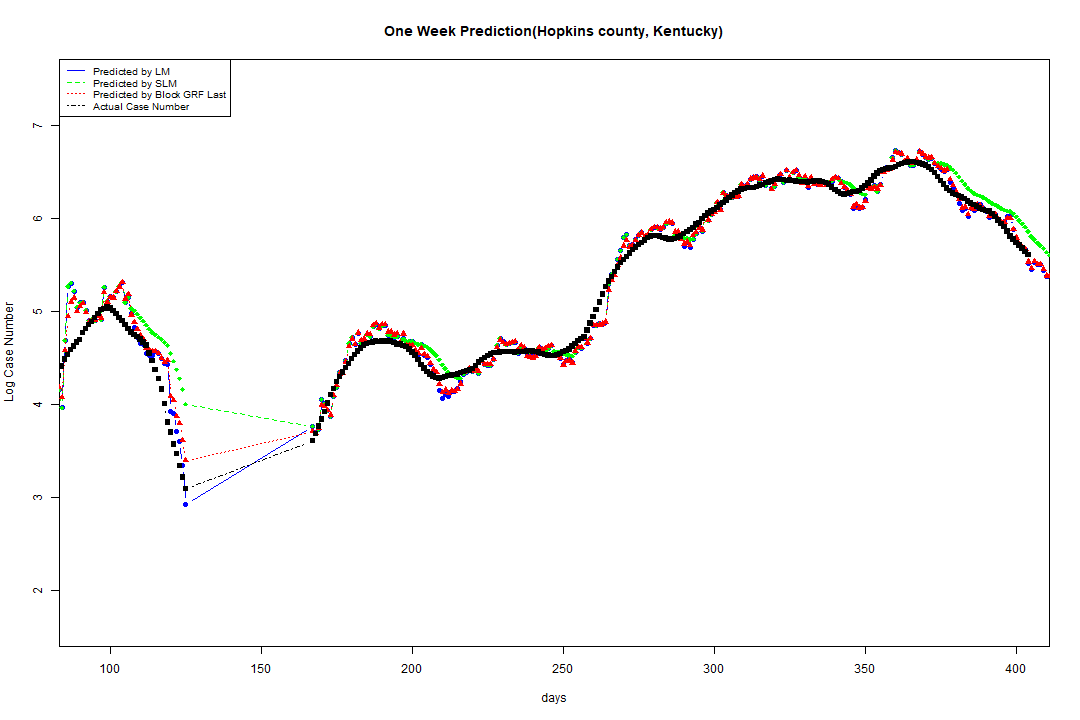 One Week Prediction(Hopkins county, Kentucky)
Predicted by LM
Predicted by SLM
Predicted by Block GRF Last
Actual Case Number
Log Case Number
7
6
5
4
3
2
100 150 200 250 300 350 400
days